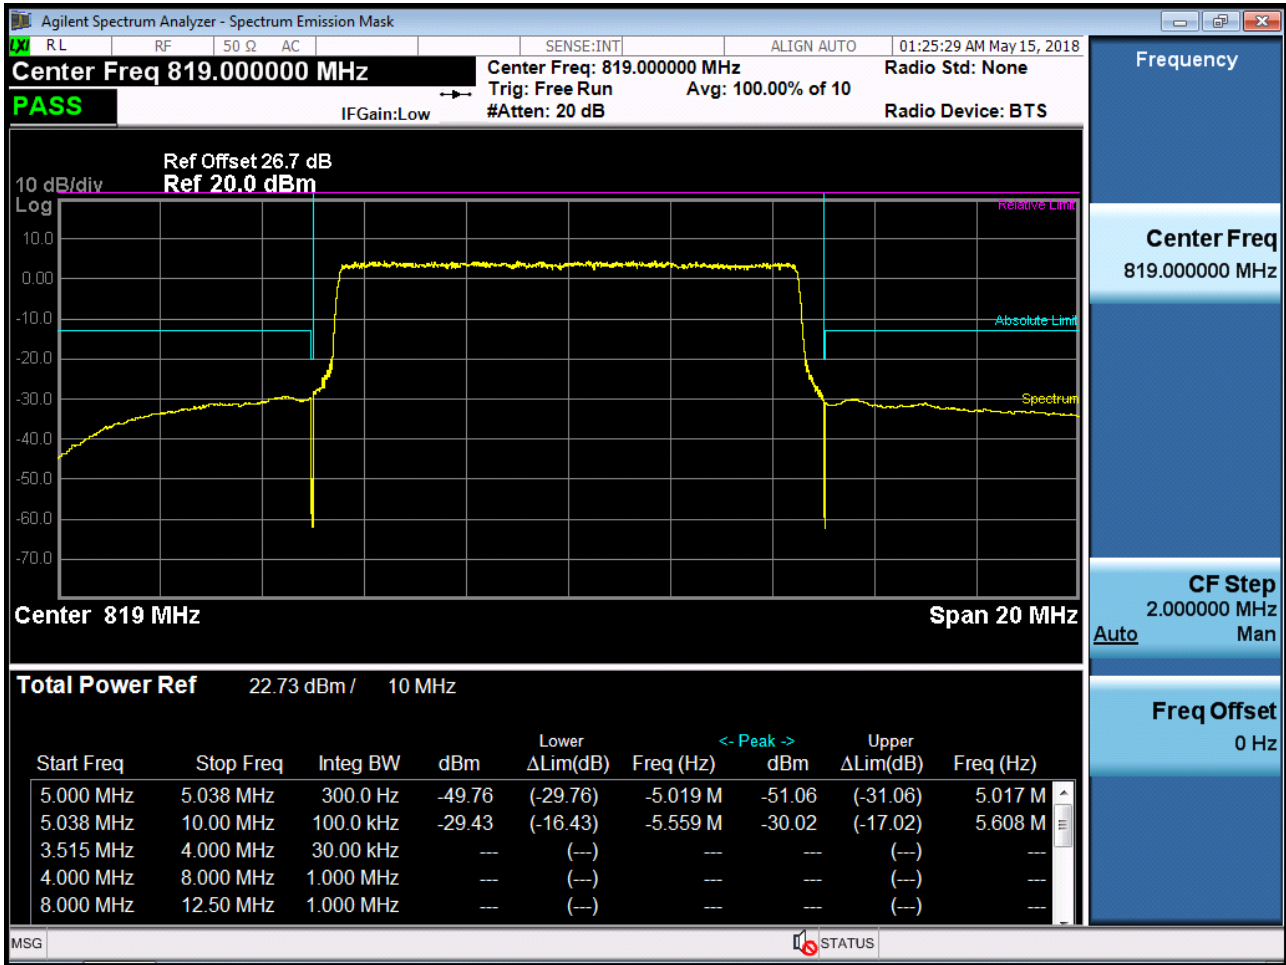 Agilent Spectrum Analyzer - Spectrum Emission Mask
LXI RL RF 50 Ω AC SENSE:INT ALIGN AUTO 01:25:29 AM May 15, 2018
Center Freq 819.000000 MHz
Center Freq: 819.000000 MHz Radio Std: None
Trig: Free Run Avg: 100.00% of 10
PASS IFGain:Low #Atten: 20 dB Radio Device: BTS
Ref Offset 26.7 dB
10 dB/div Ref 20.0 dBm
Log
Relative Limit
10.0
0.00
-10.0
Absolute Limit
-20.0
-30.0
Spectrum
-40.0
-50.0
-60.0
-70.0
Center 819 MHz Span 20 MHz
Total Power Ref 22.73 dBm / 10 MHz
Lower <- Peak -> Upper
Start Freq Stop Freq Integ BW dBm ΔLim(dB) Freq (Hz) dBm ΔLim(dB) Freq (Hz)
5.000 MHz 5.038 MHz 300.0 Hz -49.76 (-29.76) -5.019 M -51.06 (-31.06) 5.017 M
5.038 MHz 10.00 MHz 100.0 kHz -29.43 (-16.43) -5.559 M -30.02 (-17.02) 5.608 M
3.515 MHz 4.000 MHz 30.00 kHz --- (---) --- --- (---) ---
4.000 MHz 8.000 MHz 1.000 MHz --- (---) --- --- (---) ---
8.000 MHz 12.50 MHz 1.000 MHz --- (---) --- --- (---) ---
MSG STATUS
Frequency
Center Freq
819.000000 MHz
CF Step
2.000000 MHz
Auto Man
Freq Offset
0 Hz